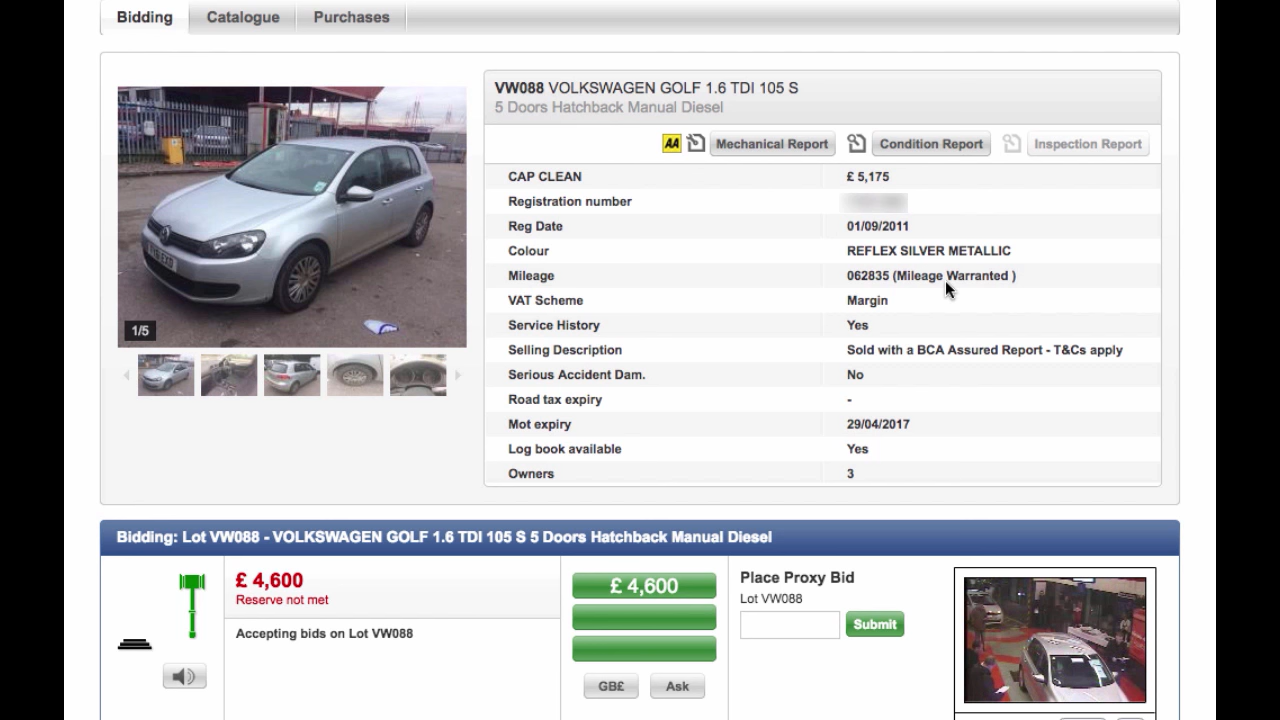 Bidding Catalogue Purchases
VW088 VOLKSWAGEN GOLF 1.6 TDI 105 S
5 Doors Hatchback Manual Diesel
AA Mechanical Report Condition Report Inspection Report
CAP CLEAN £ 5,175
Registration number
Reg Date 01/09/2011
Colour REFLEX SILVER METALLIC
Mileage 062835 (Mileage Warranted )
VAT Scheme Margin
Service History Yes
Selling Description Sold with a BCA Assured Report - T&Cs apply
Serious Accident Dam. No
Road tax expiry -
Mot expiry 29/04/2017
Log book available Yes
Owners 3
1/5
Bidding: Lot VW088 - VOLKSWAGEN GOLF 1.6 TDI 105 S 5 Doors Hatchback Manual Diesel
£ 4,600
Reserve not met
Accepting bids on Lot VW088
£ 4,600
GB£ Ask
Place Proxy Bid
Lot VW088
Submit